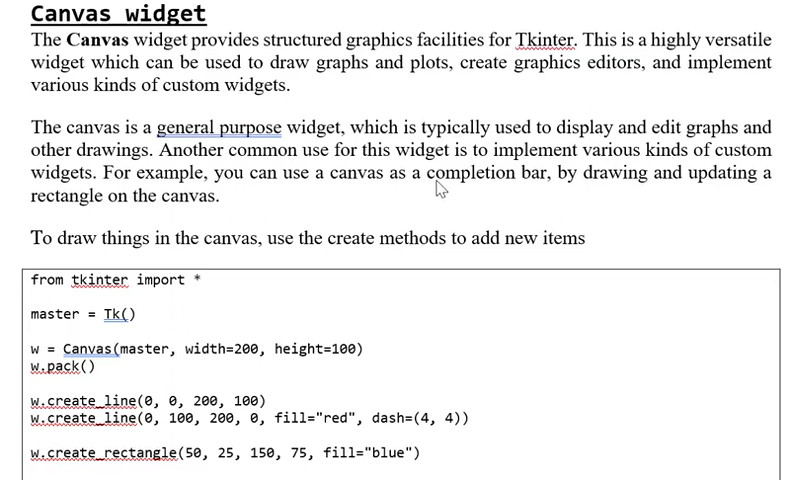 Canvas widget
The Canvas widget provides structured graphics facilities for Tkinter. This is a highly versatile
widget which can be used to draw graphs and plots, create graphics editors, and implement
various kinds of custom widgets.
The canvas is a general purpose widget, which is typically used to display and edit graphs and
other drawings. Another common use for this widget is to implement various kinds of custom
widgets. For example, you can use a canvas as a completion bar, by drawing and updating a
rectangle on the canvas.
To draw things in the canvas, use the create methods to add new items
from tkinter import *
master = Tk()
w = Canvas(master, width=200, height=100)
w.pack()
w.create_line(0, 0, 200, 100)
w.create_line(0, 100, 200, 0, fill="red", dash=(4, 4))
w.create_rectangle(50, 25, 150, 75, fill="blue")